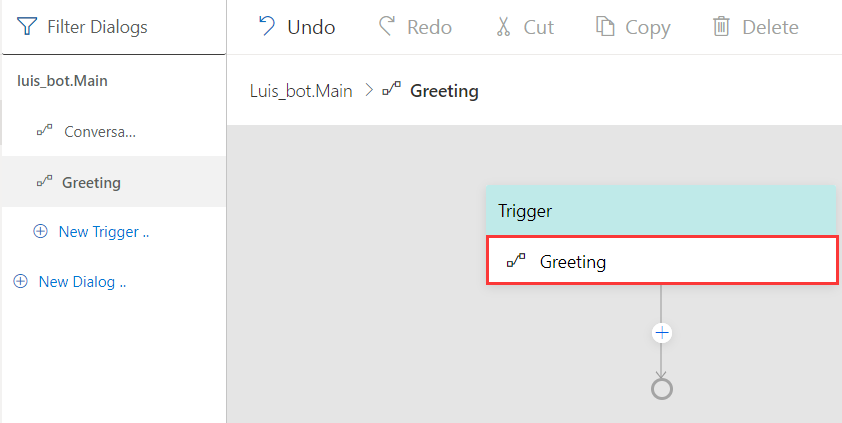 Filter Dialogs
luis_bot.Main
Conversa...
Greeting
New Trigger ..
New Dialog ..
Undo Redo Cut Copy Delete
Luis_bot.Main > Greeting
Trigger
Greeting